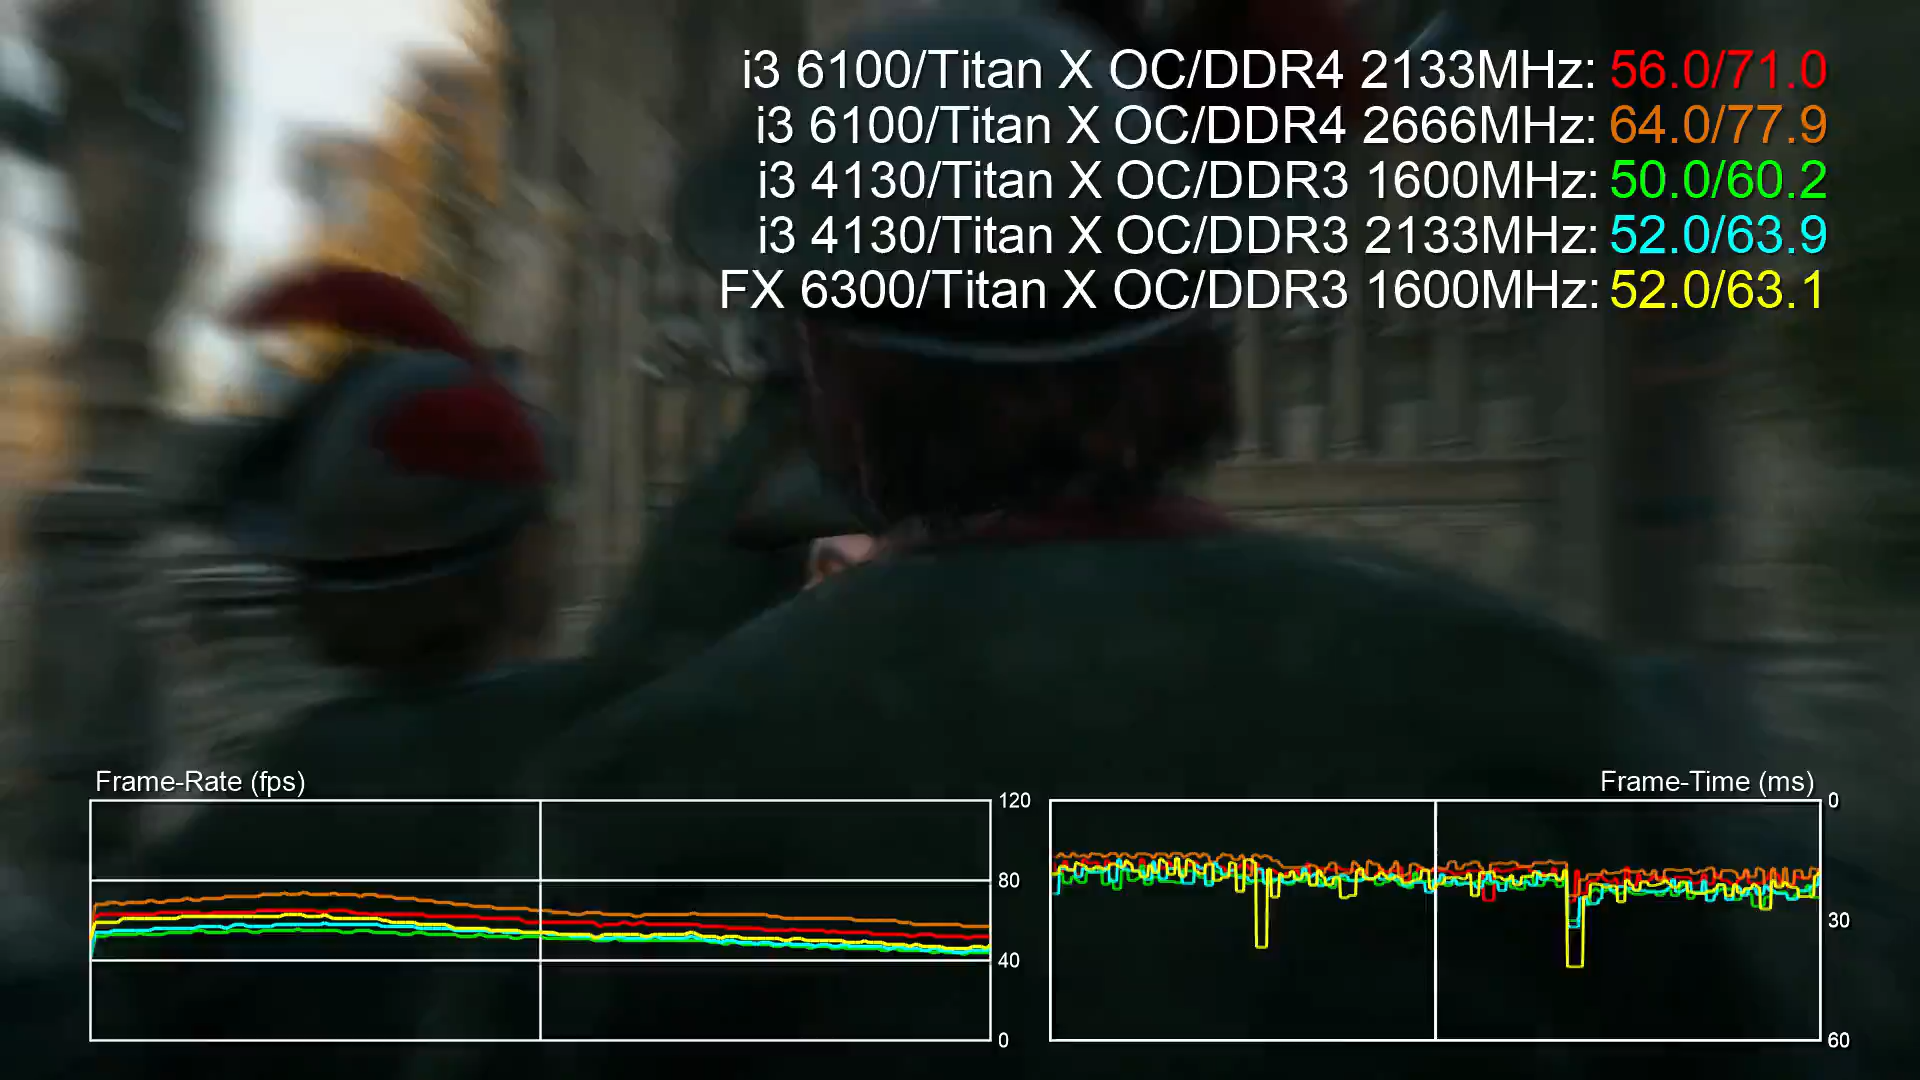 i3 6100/Titan X OC/DDR4 2133MHz: 56.0/71.0
i3 6100/Titan X OC/DDR4 2666MHz: 64.0/77.9
i3 4130/Titan X OC/DDR3 1600MHz: 50.0/60.2
i3 4130/Titan X OC/DDR3 2133MHz: 52.0/63.9
FX 6300/Titan X OC/DDR3 1600MHz: 52.0/63.1
Frame-Rate (fps)
120
80
40
0
Frame-Time (ms)
0
30
60